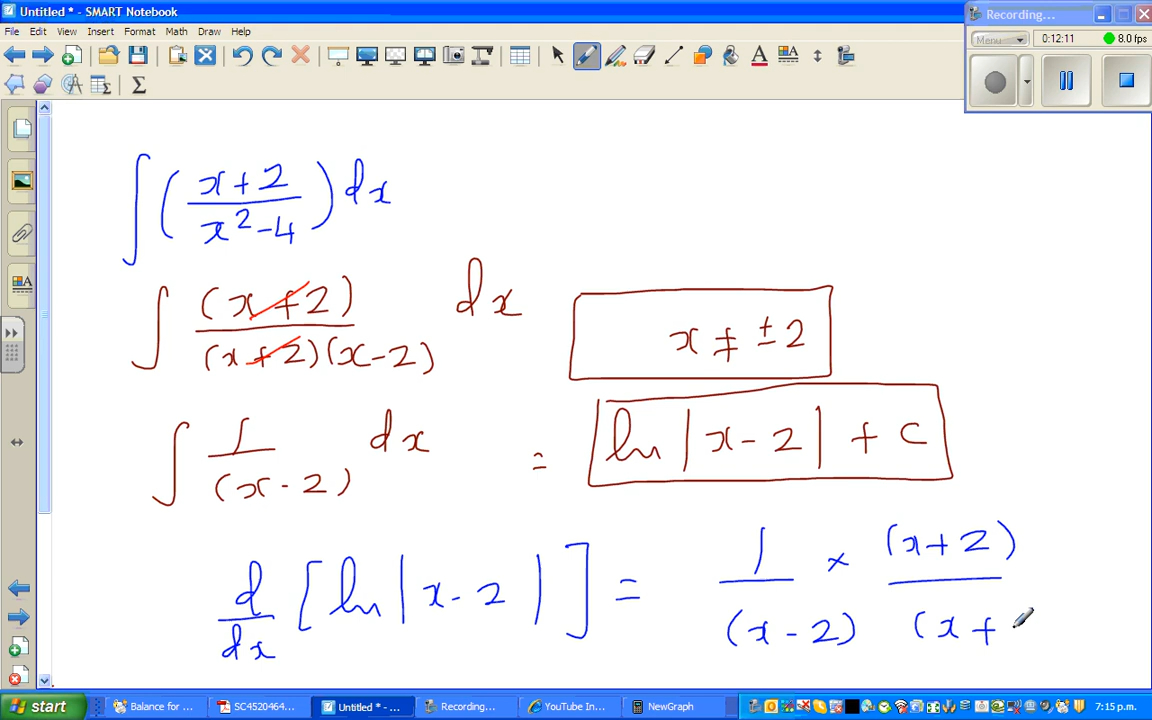 Untitled * - SMART Notebook
Recording...
File Edit View Insert Format Math Draw Help
Menu 0:12:11 8.0 fps
∫ ( x+2 / x²-4 ) dx
∫ (x+2) / (x+2)(x-2) dx
x ≠ ±2
∫ 1 / (x-2) dx = ln |x-2| + c
d/dx [ ln |x-2| ] = 1 / (x-2) × (x+2) / (x+
start Balance for ... SC4520464... Untitled * - ... Recording... YouTube - In... NewGraph 7:15 p.m.